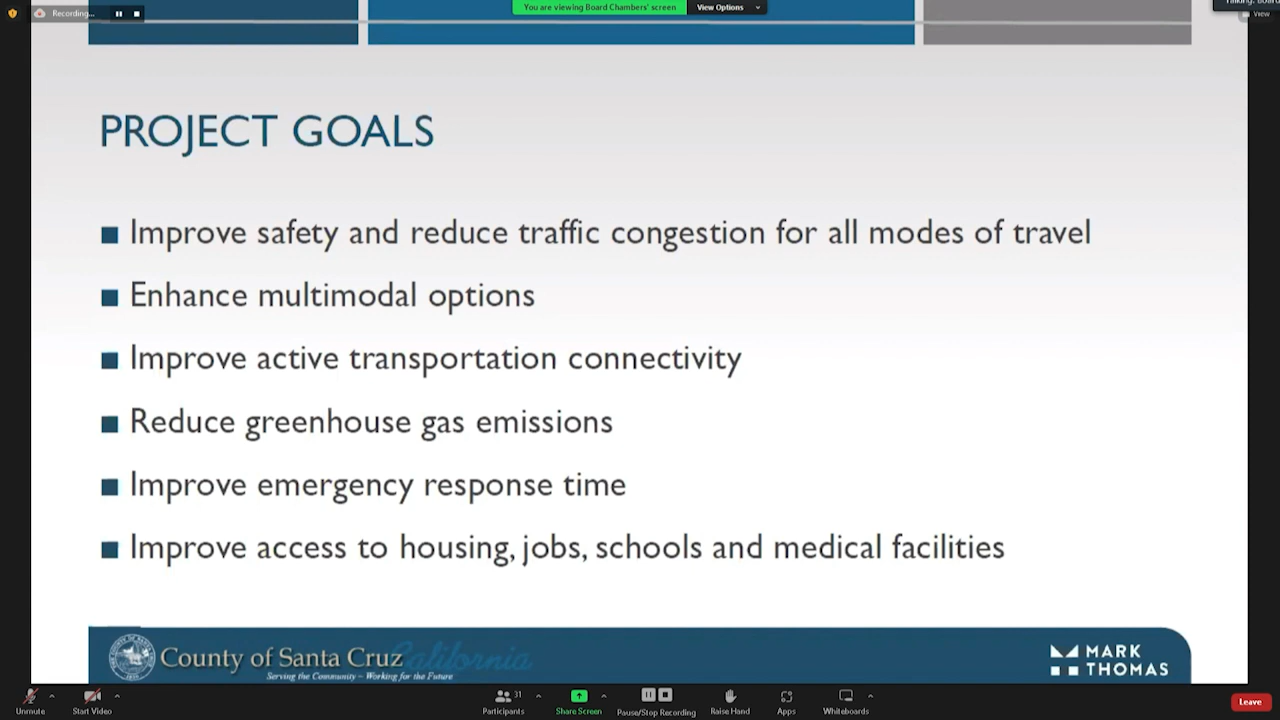 Recording...
You are viewing Board Chambers' screen
View Options
Talking: Board
View
PROJECT GOALS
Improve safety and reduce traffic congestion for all modes of travel
Enhance multimodal options
Improve active transportation connectivity
Reduce greenhouse gas emissions
Improve emergency response time
Improve access to housing, jobs, schools and medical facilities
County of Santa Cruz
California
Serving the Community – Working for the Future
MARK
THOMAS
Unmute
Start Video
31
Participants
Share Screen
Pause/Stop Recording
Raise Hand
Apps
Whiteboards
Leave